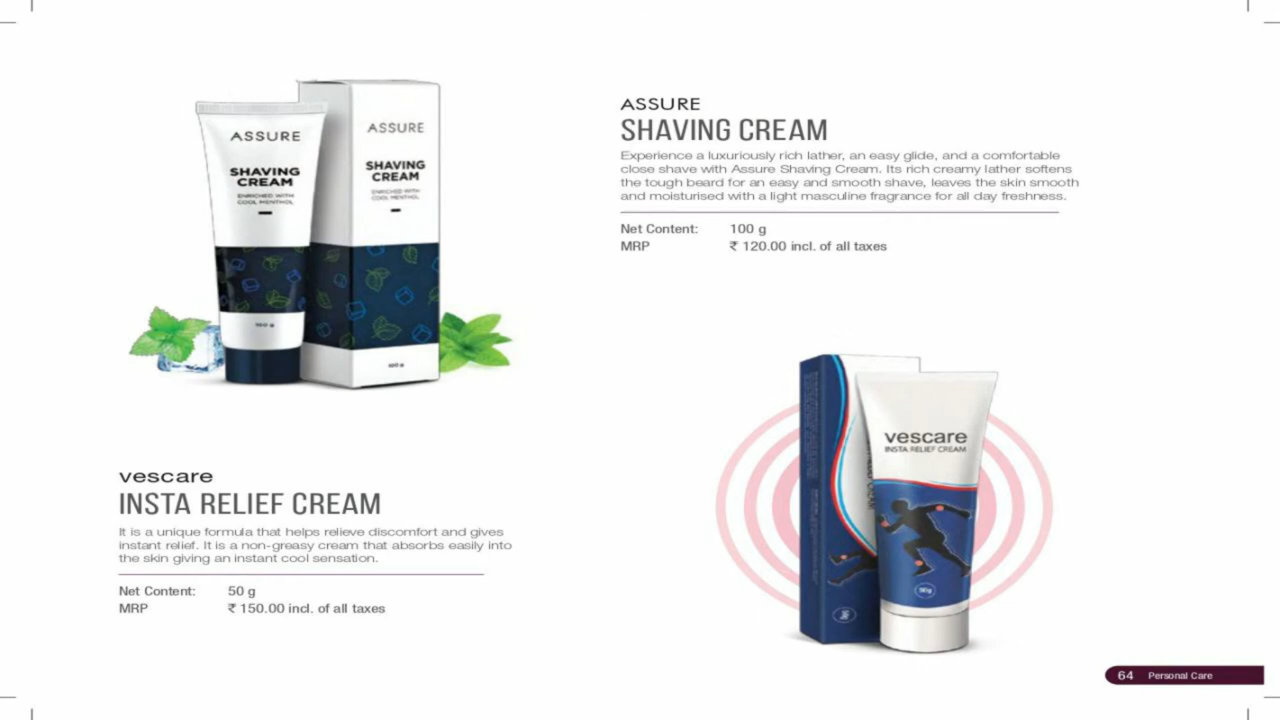 ASSURE
SHAVING
CREAM
ENRICHED WITH
COOL MENTHOL
100 g
ASSURE
SHAVING
CREAM
ENRICHED WITH
COOL MENTHOL
100 g
ASSURE
SHAVING CREAM
Experience a luxuriously rich lather, an easy glide, and a comfortable
close shave with Assure Shaving Cream. Its rich creamy lather softens
the tough beard for an easy and smooth shave, leaves the skin smooth
and moisturised with a light masculine fragrance for all day freshness.
Net Content: 100 g
MRP ₹ 120.00 incl. of all taxes
vescare
INSTA RELIEF CREAM
It is a unique formula that helps relieve discomfort and gives
instant relief. It is a non-greasy cream that absorbs easily into
the skin giving an instant cool sensation.
Net Content: 50 g
MRP ₹ 150.00 incl. of all taxes
vescare
INSTA RELIEF CREAM
50g
64 Personal Care